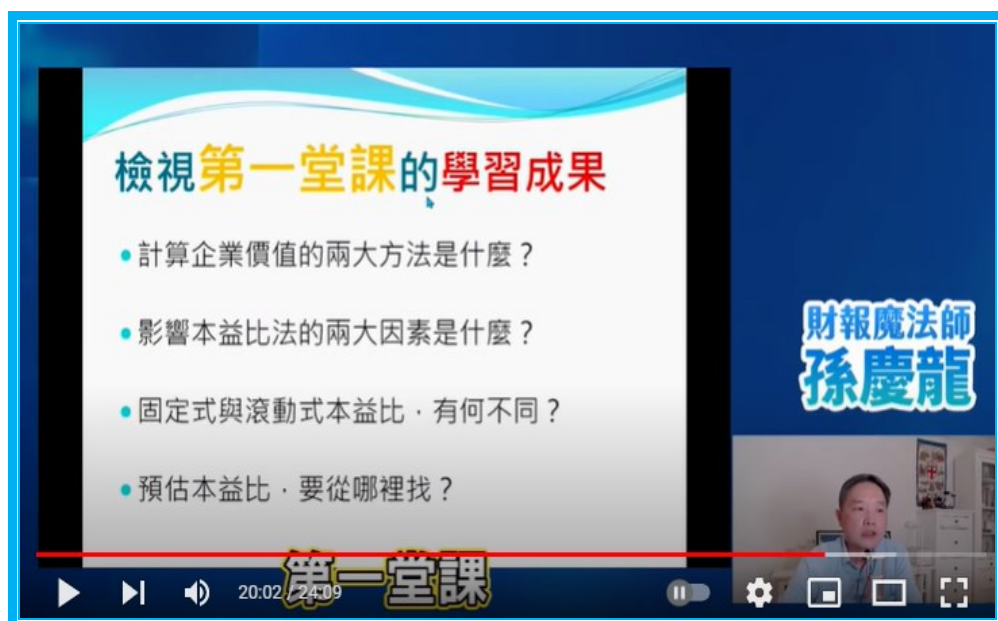 檢視第一堂課的學習成果
•計算企業價值的兩大方法是什麼？
•影響本益比法的兩大因素是什麼？
•固定式與滾動式本益比，有何不同？
•預估本益比，要從哪裡找？
財報魔法師
孫慶龍
第一堂課
20:02 / 24:09